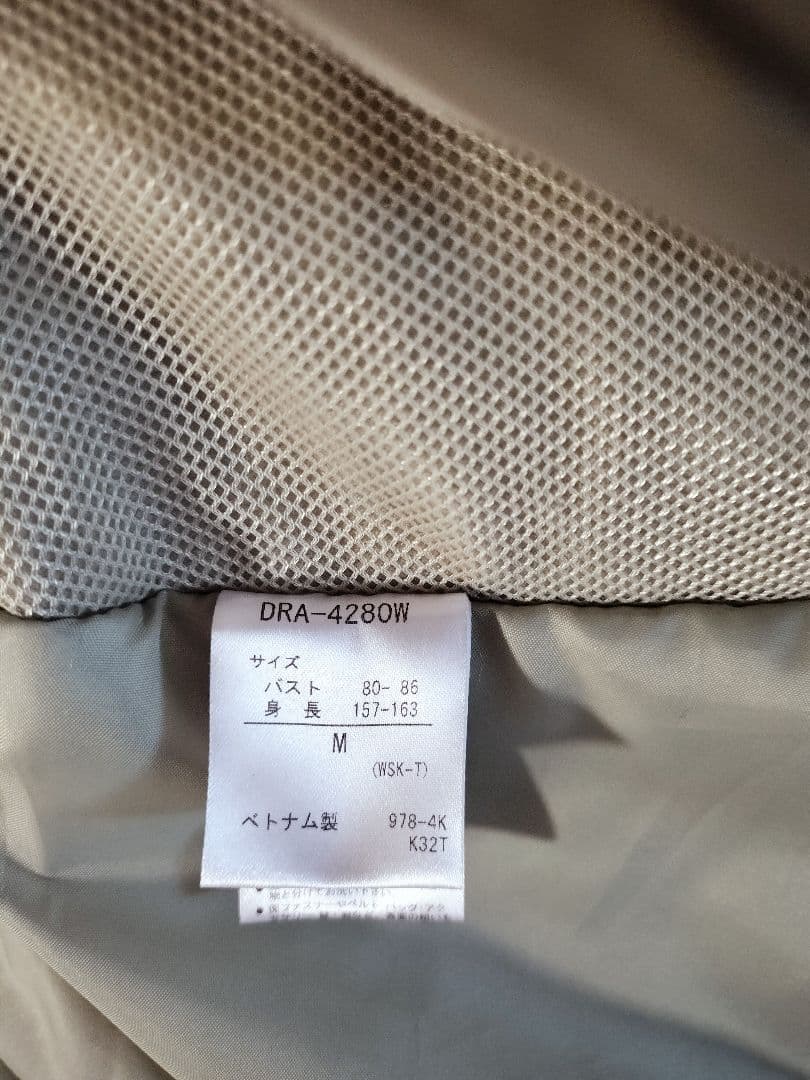 DRA-4280W
サイズ
バスト 80- 86
身 長 157-163
M
(WSK-T)
ベトナム製 978-4K
K32T